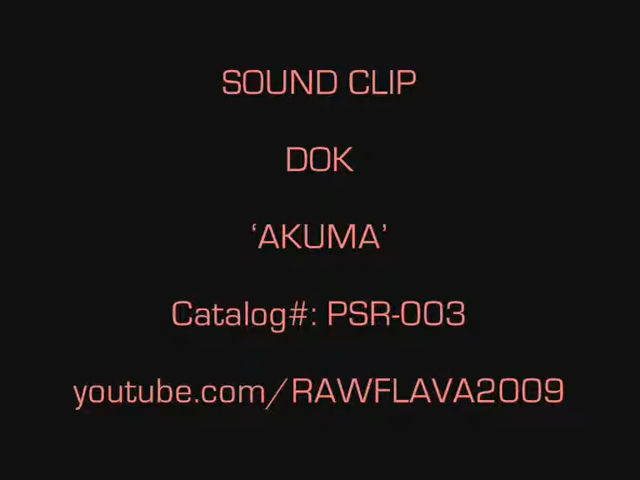 SOUND CLIP
DOK
‘AKUMA’
Catalog#: PSR-003
youtube.com/RAWFLAVA2009